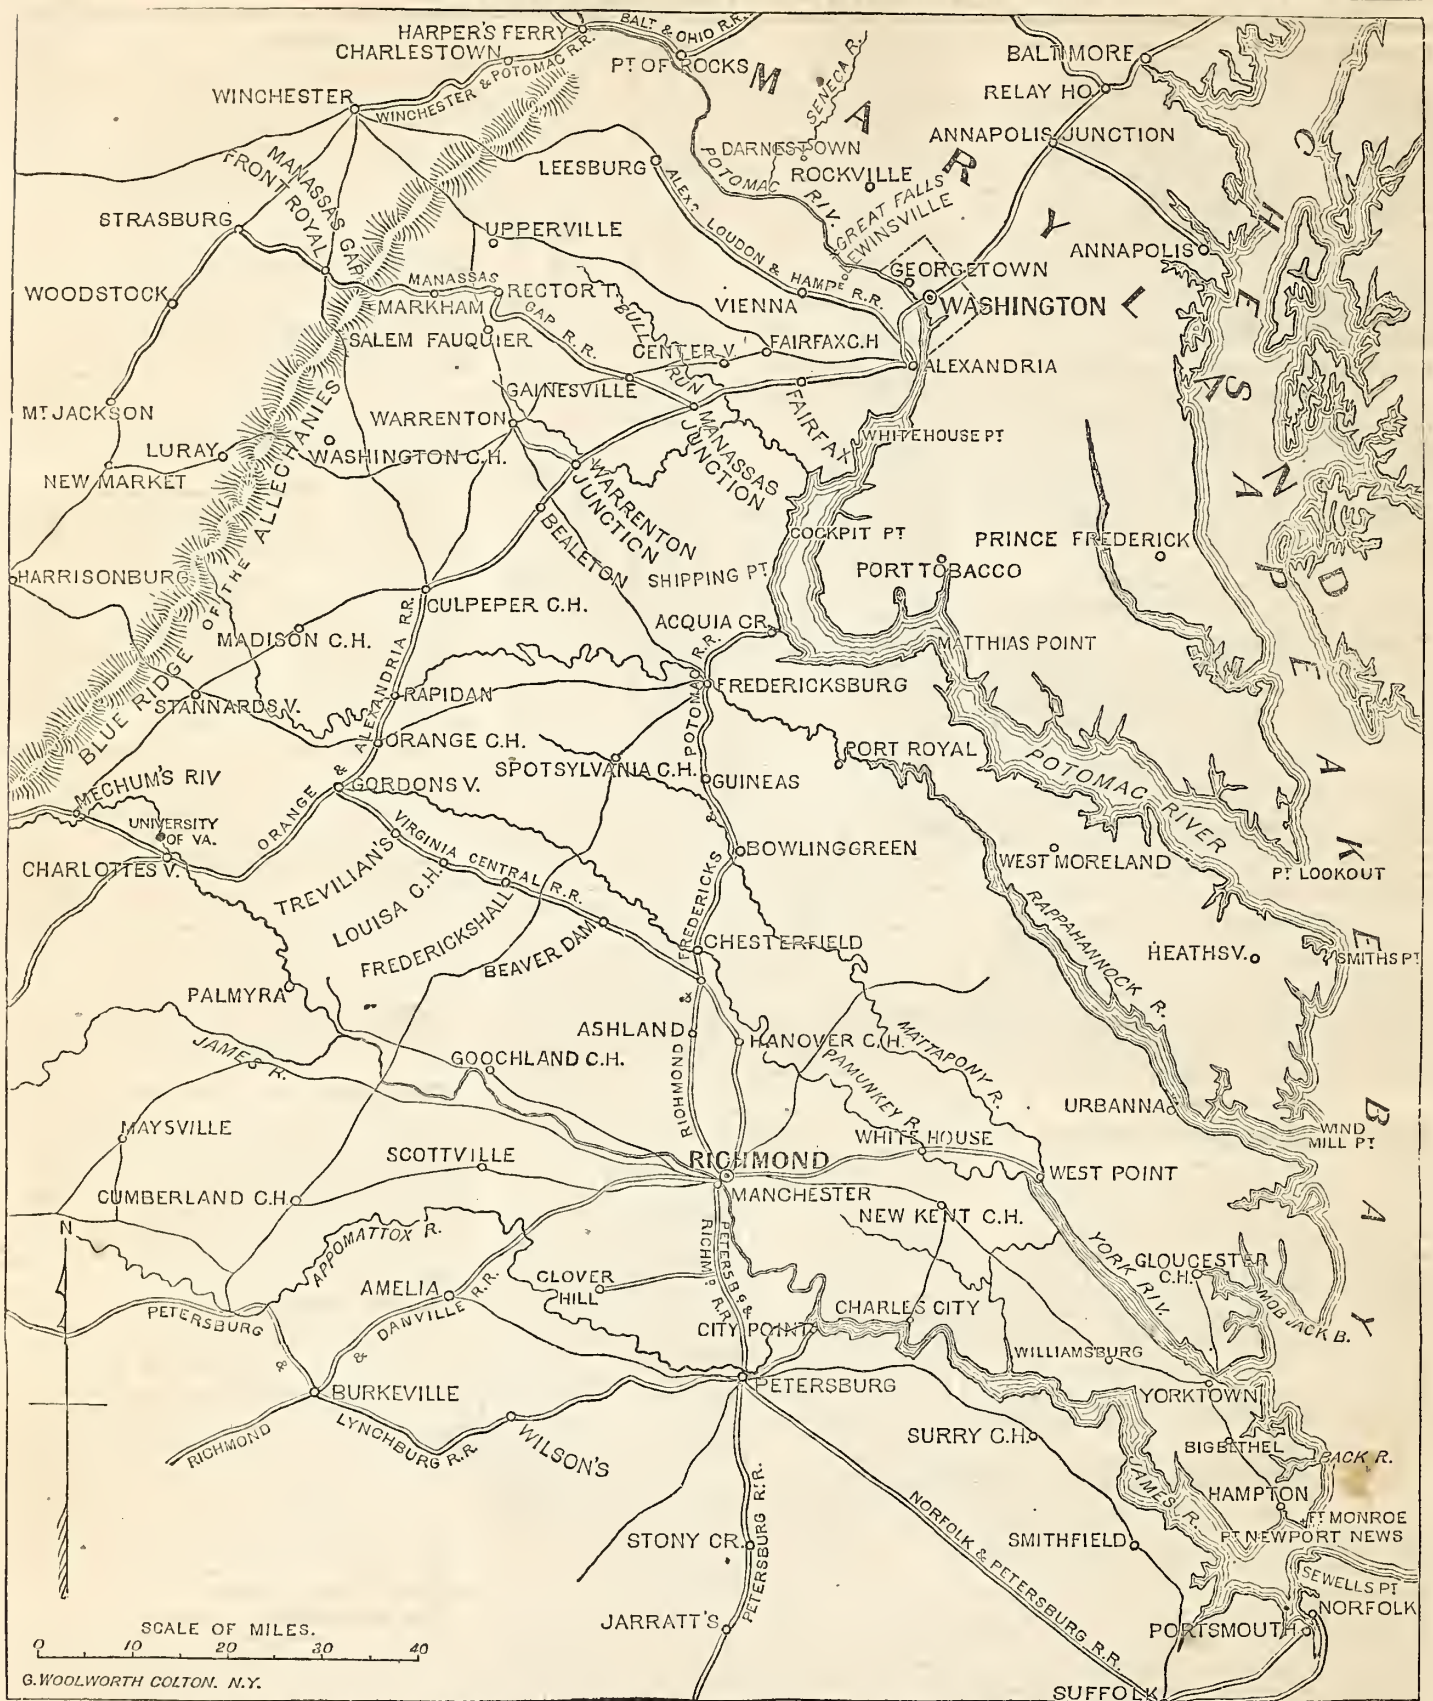 HARPER'S FERRY
BALT & OHIO R.R.
CHARLESTOWN
PT OF ROCKS
BALTIMORE
WINCHESTER
WINCHESTER & POTOMAC R.R.
SENECA R.
RELAY HO.
ANNAPOLIS JUNCTION
MARYLAND
CHESAPEAKE BAY
DARNESTOWN
LEESBURG
POTOMAC RIV.
ROCKVILLE
GREAT FALLS
LEWINSVILLE
MANASSAS GAP
FRONT ROYAL
STRASBURG
UPPERVILLE
ALEXA LOUDON & HAMPE R.R.
ANNAPOLIS
GEORGETOWN
WASHINGTON
WOODSTOCK
MANASSAS GAP R.R.
MARKHAM
RECTORT
BULL RUN
VIENNA
SALEM FAUQUIER
CENTER V.
FAIRFAX C.H
ALEXANDRIA
GAINESVILLE
MT JACKSON
WARRENTON
MANASSAS JUNCTION
FAIRFAX
WHITEHOUSE PT
LURAY
WASHINGTON C.H.
NEW MARKET
WARRENTON JUNCTION
BEALETON
COCKPIT PT
PRINCE FREDERICK
SHIPPING PT
PORT TOBACCO
HARRISONBURG
BLUE RIDGE OF THE ALLECHANIES
CULPEPER C.H.
ACQUIA CR.
MADISON C.H.
MATTHIAS POINT
RAPIDAN
FREDERICKSBURG
STANNARDS V.
ORANGE & ALEXANDRIA R.R.
ORANGE C.H.
PORT ROYAL
POTOMAC RIVER
SPOTSYLVANIA C.H.
GUINEAS
MECHUM'S RIV
GORDONS V.
UNIVERSITY
OF VA.
VIRGINIA CENTRAL R.R.
RICHMOND & FREDERICKS & POTOMAC R.R.
BOWLING GREEN
CHARLOTTES V.
TREVILIAN'S
LOUISA C.H.
FREDERICKSHALL
BEAVER DAM
WEST MORELAND
PT LOOKOUT
RAPPAHANNOCK R.
CHESTERFIELD
HEATHSV.
SMITHS PT
PALMYRA
ASHLAND
HANOVER C.H.
MATTAPONY R.
PAMUNKEY R.
JAMES R.
GOOCHLAND C.H.
URBANNA
MAYSVILLE
WHITE HOUSE
WIND
MILL PT
SCOTTVILLE
RICHMOND
WEST POINT
CUMBERLAND C.H.
MANCHESTER
NEW KENT C.H.
N
APPOMATTOX R.
RICHMD R.R.
PETERSBG &
YORK RIV.
GLOUCESTER
C.H.
MOB JACK B.
AMELIA
CLOVER
HILL
CHARLES CITY
PETERSBURG &
DANVILLE R.R.
&
CITY POINT
WILLIAMSBURG
BURKEVILLE
PETERSBURG
YORKTOWN
RICHMOND
LYNCHBURG R.R
WILSON'S
SURRY C.H.
BIG BETHEL
BACK R.
JAMES R.
HAMPTON
FT MONROE
PT NEWPORT NEWS
STONY CR.
PETERSBURG R.R.
NORFOLK & PETERSBURG R.R.
SMITHFIELD
SEWELLS PT
NORFOLK
JARRATT'S
PORTSMOUTH
SUFFOLK
SCALE OF MILES.
0 10 20 30 40
G. WOOLWORTH COLTON. N.Y.